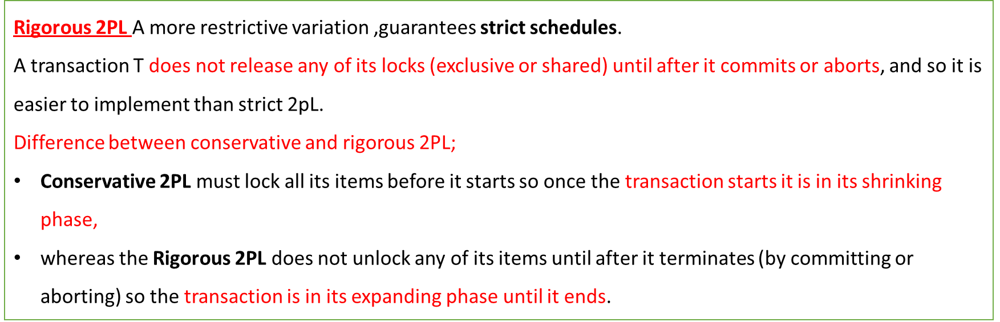 Rigorous 2PL A more restrictive variation ,guarantees strict schedules.
A transaction T does not release any of its locks (exclusive or shared) until after it commits or aborts, and so it is
easier to implement than strict 2pL.
Difference between conservative and rigorous 2PL;
• Conservative 2PL must lock all its items before it starts so once the transaction starts it is in its shrinking
phase,
• whereas the Rigorous 2PL does not unlock any of its items until after it terminates (by committing or
aborting) so the transaction is in its expanding phase until it ends.